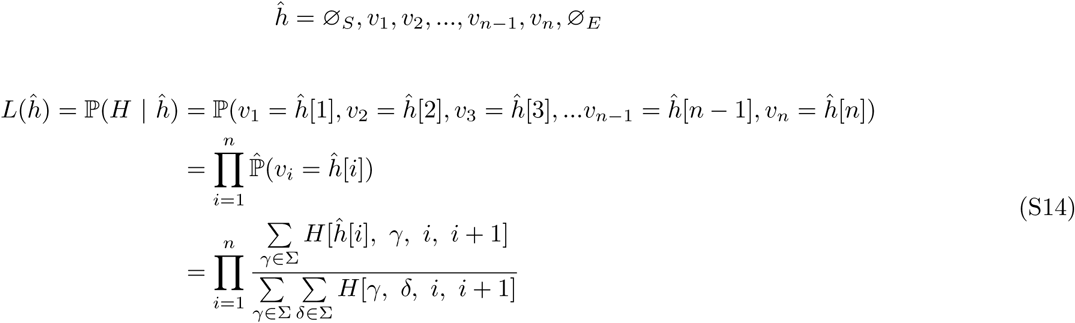 ĥ = ∅_S, v_1, v_2, ..., v_{n−1}, v_n, ∅_E
L(ĥ) = ℙ(H | ĥ) = ℙ(v_1 = ĥ[1], v_2 = ĥ[2], v_3 = ĥ[3], ...v_{n−1} = ĥ[n − 1], v_n = ĥ[n])
= ∏_{i=1}^{n} ℙ̂(v_i = ĥ[i])
= ∏_{i=1}^{n} \frac{∑_{γ∈Σ} H[ĥ[i], γ, i, i + 1]}{∑_{γ∈Σ} ∑_{δ∈Σ} H[γ, δ, i, i + 1]}
(S14)